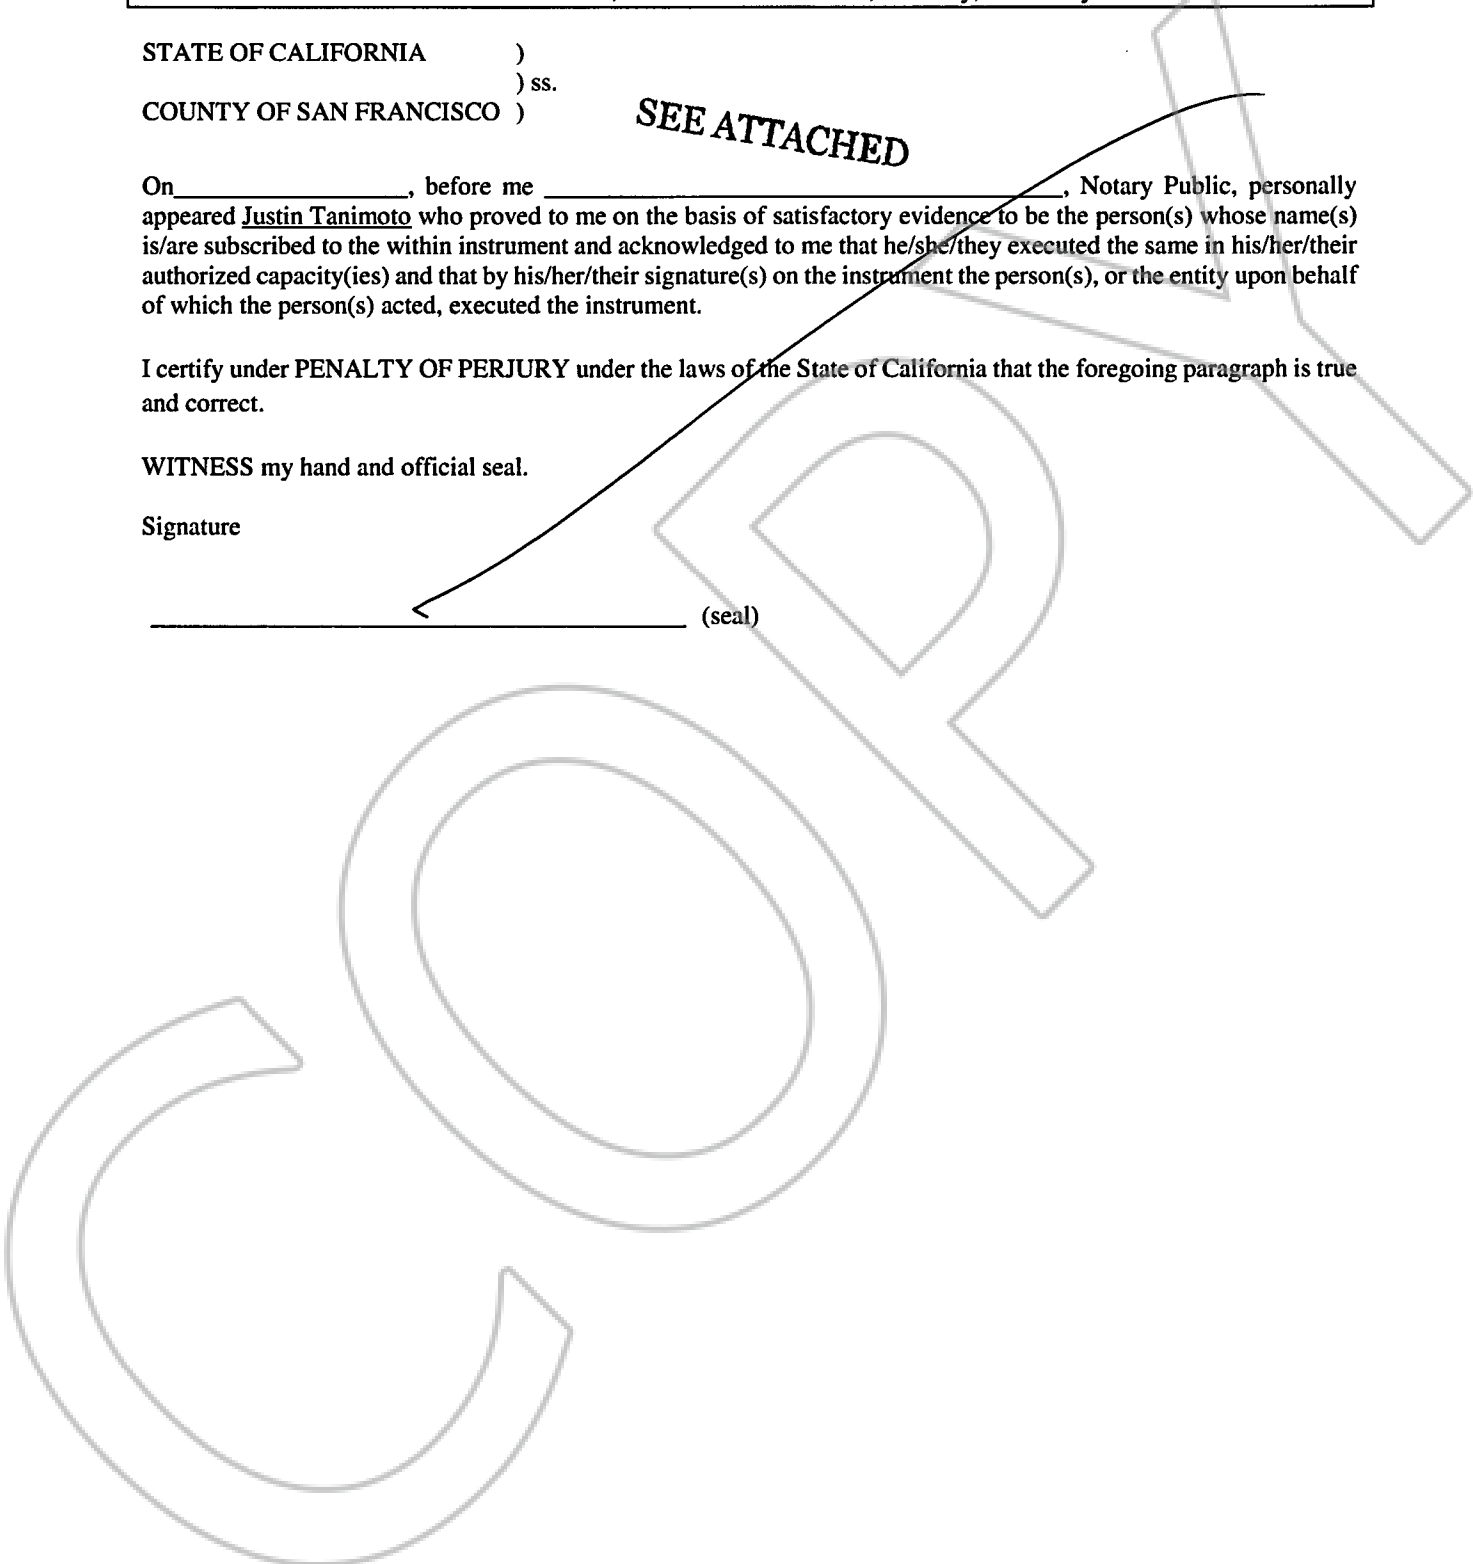 STATE OF CALIFORNIA )
) ss.
COUNTY OF SAN FRANCISCO )
SEE ATTACHED
On_________________, before me ______________________________________, Notary Public, personally
appeared Justin Tanimoto who proved to me on the basis of satisfactory evidence to be the person(s) whose name(s)
is/are subscribed to the within instrument and acknowledged to me that he/she/they executed the same in his/her/their
authorized capacity(ies) and that by his/her/their signature(s) on the instrument the person(s), or the entity upon behalf
of which the person(s) acted, executed the instrument.
I certify under PENALTY OF PERJURY under the laws of the State of California that the foregoing paragraph is true
and correct.
WITNESS my hand and official seal.
Signature
________________________________________ (seal)
COPY